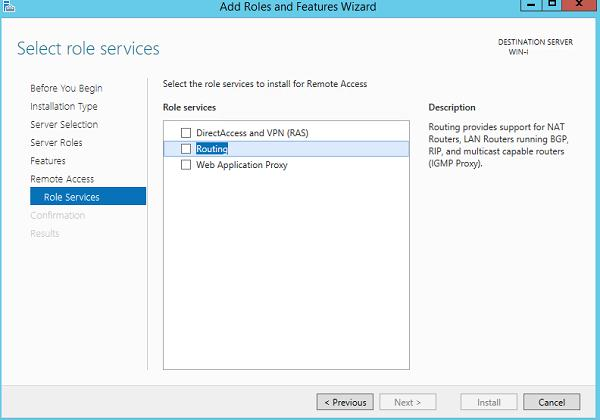 Add Roles and Features Wizard
Select role services
DESTINATION SERVER
WIN-I
Before You Begin
Installation Type
Server Selection
Server Roles
Features
Remote Access
Role Services
Confirmation
Results
Select the role services to install for Remote Access
Role services
DirectAccess and VPN (RAS)
Routing
Web Application Proxy
Description
Routing provides support for NAT
Routers, LAN Routers running BGP,
RIP, and multicast capable routers
(IGMP Proxy).
< Previous
Next >
Install
Cancel